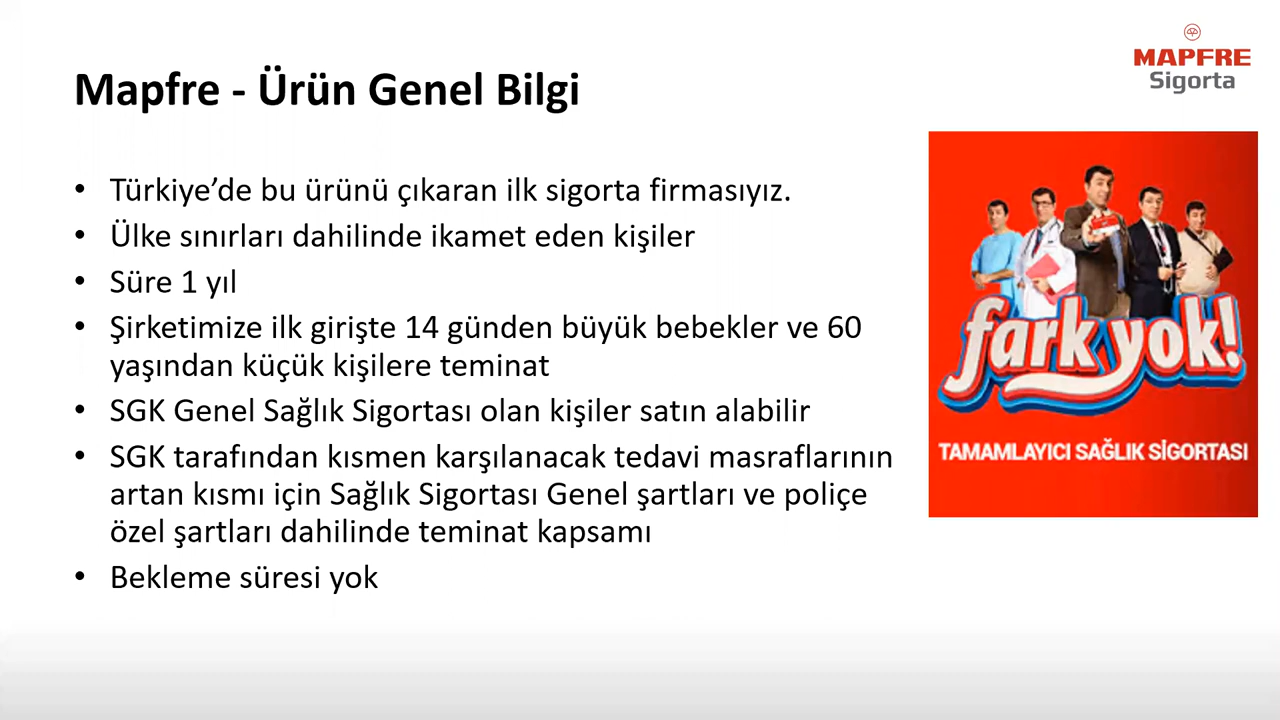 MAPFRE
Sigorta
Mapfre - Ürün Genel Bilgi
• Türkiye’de bu ürünü çıkaran ilk sigorta firmasıyız.
• Ülke sınırları dahilinde ikamet eden kişiler
• Süre 1 yıl
• Şirketimize ilk girişte 14 günden büyük bebekler ve 60
yaşından küçük kişilere teminat
• SGK Genel Sağlık Sigortası olan kişiler satın alabilir
• SGK tarafından kısmen karşılanacak tedavi masraflarının
artan kısmı için Sağlık Sigortası Genel şartları ve poliçe
özel şartları dahilinde teminat kapsamı
• Bekleme süresi yok
fark yok!
TAMAMLAYICI SAĞLIK SİGORTASI